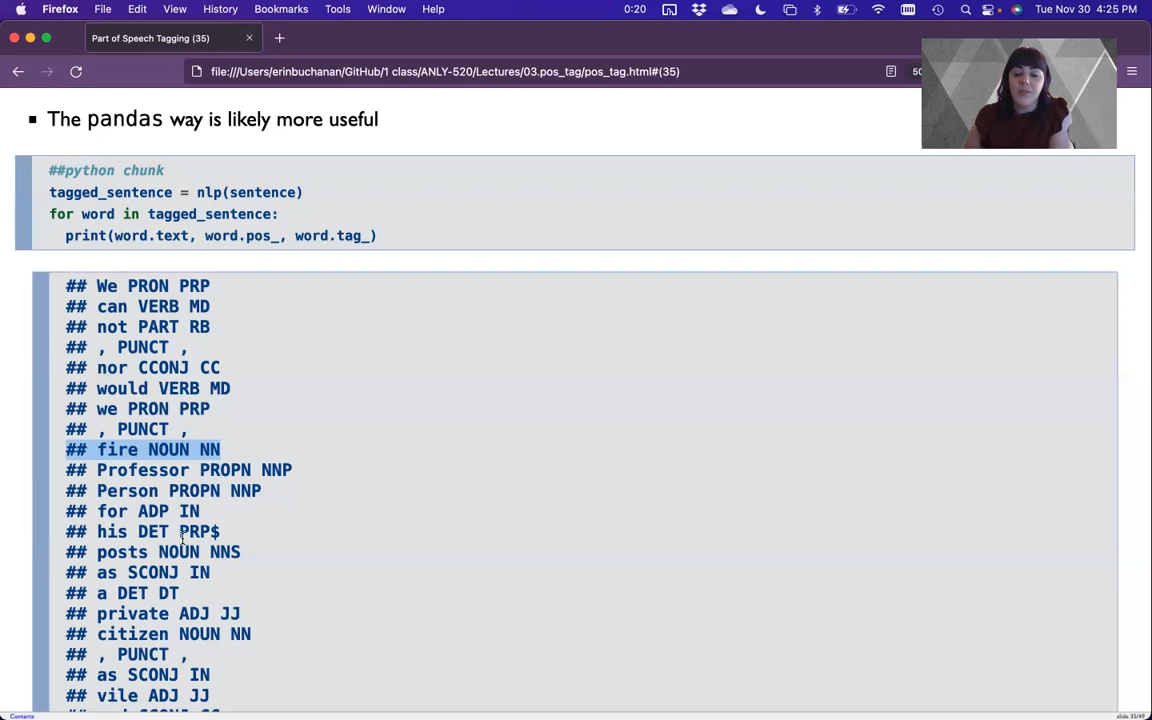 Firefox File Edit View History Bookmarks Tools Window Help 0:20 Tue Nov 30 4:25 PM
Part of Speech Tagging (35)
file:///Users/erinbuchanan/GitHub/1 class/ANLY-520/Lectures/03.pos_tag/pos_tag.html#(35) 50
The pandas way is likely more useful
##python chunk
tagged_sentence = nlp(sentence)
for word in tagged_sentence:
print(word.text, word.pos_, word.tag_)
## We PRON PRP
## can VERB MD
## not PART RB
## , PUNCT ,
## nor CCONJ CC
## would VERB MD
## we PRON PRP
## , PUNCT ,
## fire NOUN NN
## Professor PROPN NNP
## Person PROPN NNP
## for ADP IN
## his DET PRP$
## posts NOUN NNS
## as SCONJ IN
## a DET DT
## private ADJ JJ
## citizen NOUN NN
## , PUNCT ,
## as SCONJ IN
## vile ADJ JJ
Contents slide 35/49